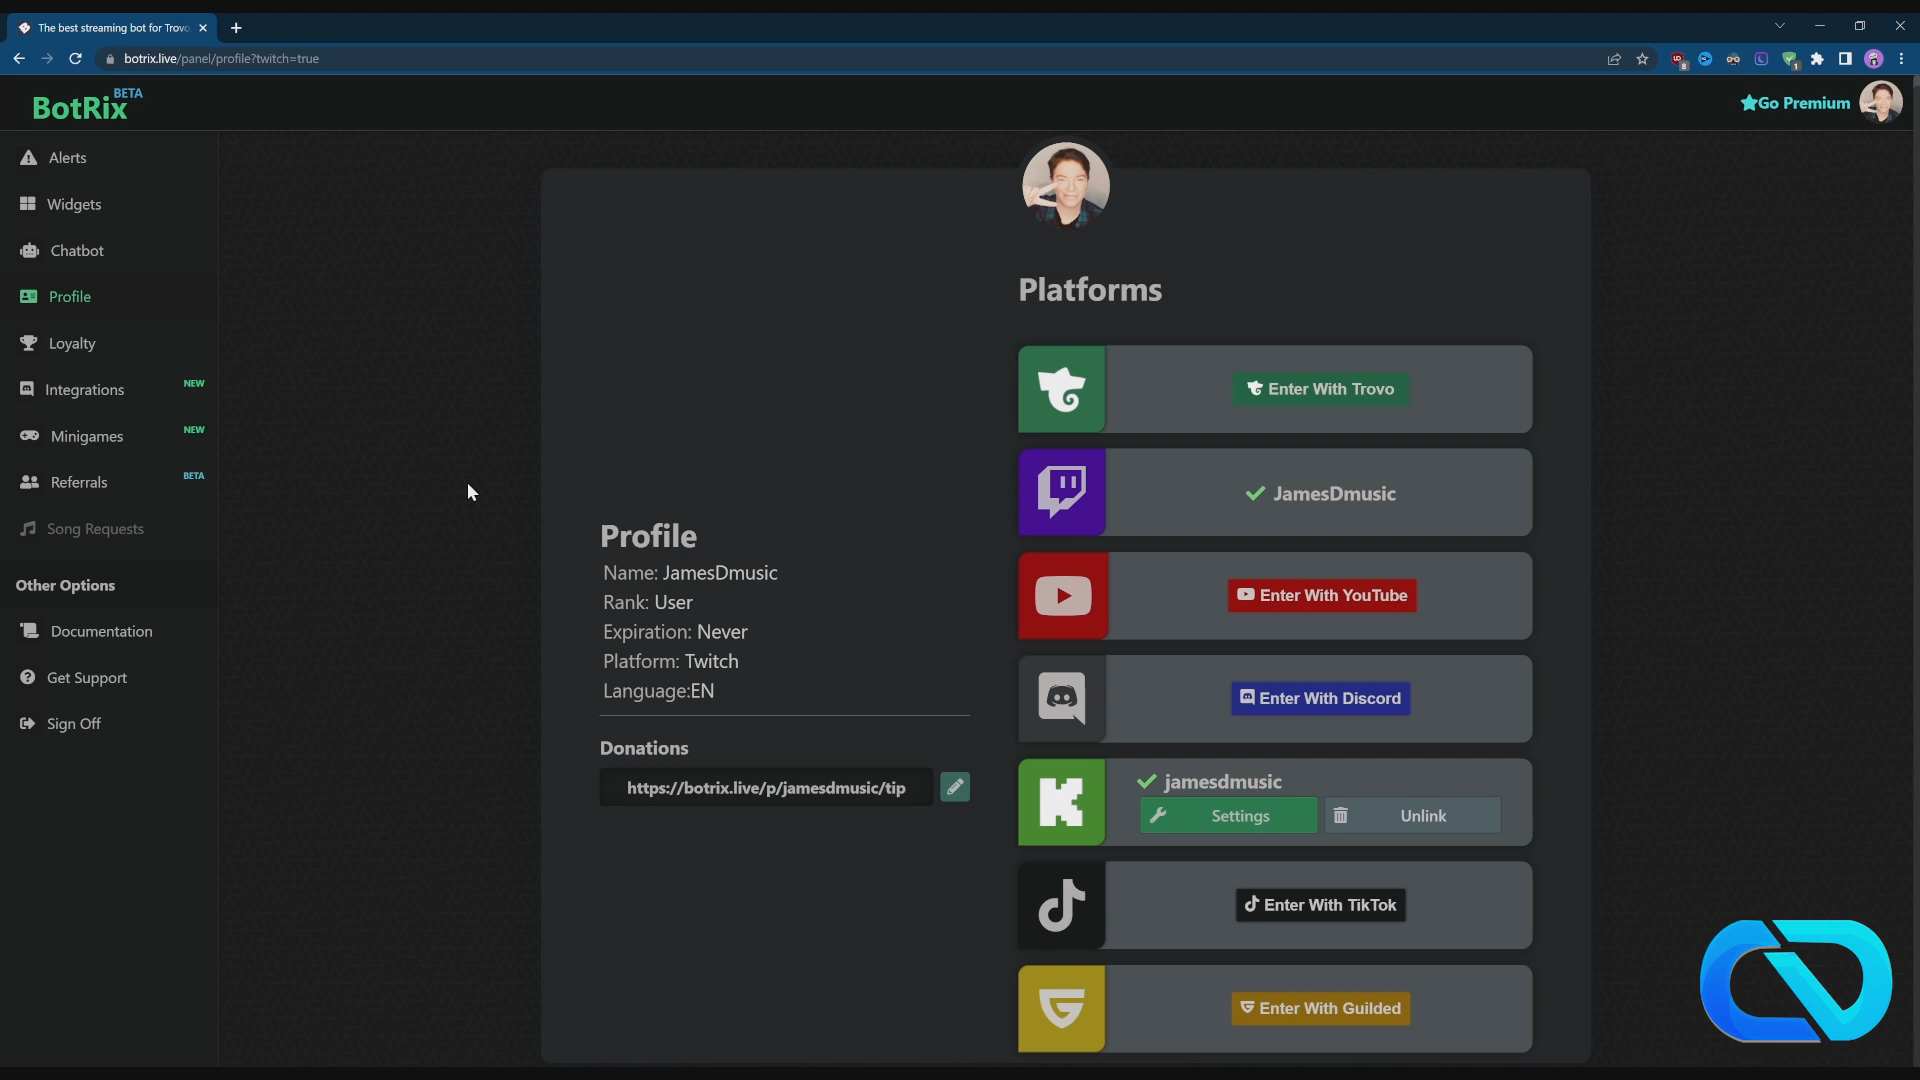 The best streaming bot for Trovo
botrix.live/panel/profile?twitch=true
8
1
BotRix
BETA
Go Premium
Alerts
Widgets
Chatbot
Profile
Loyalty
Integrations
NEW
Minigames
NEW
Referrals
BETA
Song Requests
Other Options
Documentation
Get Support
Sign Off
Profile
Name: JamesDmusic
Rank: User
Expiration: Never
Platform: Twitch
Language:EN
Donations
https://botrix.live/p/jamesdmusic/tip
Platforms
Enter With Trovo
JamesDmusic
Enter With YouTube
Enter With Discord
jamesdmusic
Settings
Unlink
Enter With TikTok
Enter With Guilded